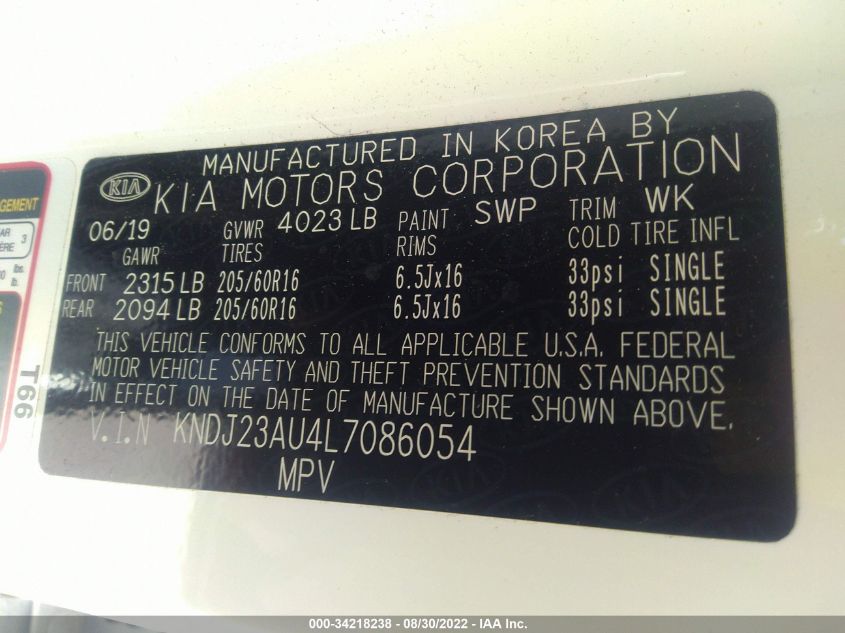 MANUFACTURED IN KOREA BY
KIA KIA MOTORS CORPORATION
06/19 GVWR 4023 LB PAINT SWP TRIM WK
GAWR TIRES RIMS COLD TIRE INFL
FRONT 2315 LB 205/60R16 6.5Jx16 33psi SINGLE
REAR 2094 LB 205/60R16 6.5Jx16 33psi SINGLE
THIS VEHICLE CONFORMS TO ALL APPLICABLE U.S.A. FEDERAL
MOTOR VEHICLE SAFETY AND THEFT PREVENTION STANDARDS
IN EFFECT ON THE DATE OF MANUFACTURE SHOWN ABOVE.
V.I.N KNDJ23AU4L7086054
MPV
T66
000-34218238 - 08/30/2022 - IAA Inc.